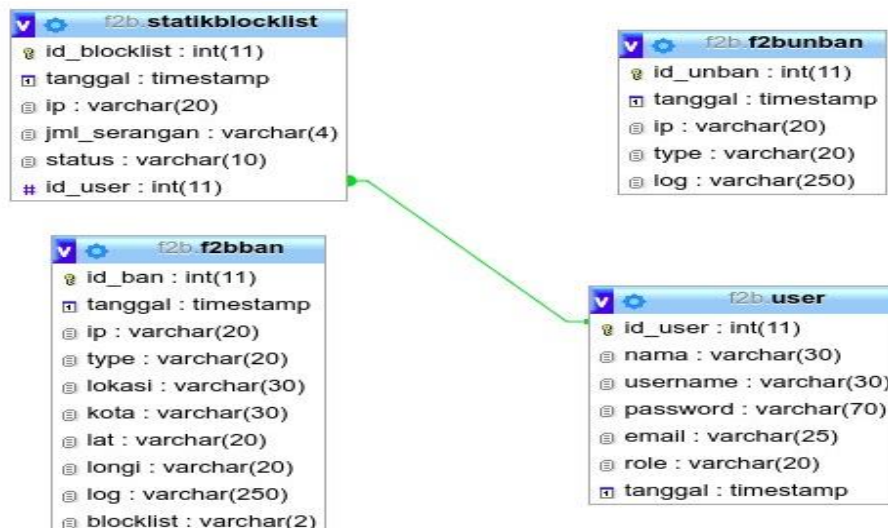 f2b.statikblocklist
id_blocklist : int(11)
tanggal : timestamp
ip : varchar(20)
jml_serangan : varchar(4)
status : varchar(10)
# id_user : int(11)
f2b.f2bunban
id_unban : int(11)
tanggal : timestamp
ip : varchar(20)
type : varchar(20)
log : varchar(250)
f2b.f2bban
id_ban : int(11)
tanggal : timestamp
ip : varchar(20)
type : varchar(20)
lokasi : varchar(30)
kota : varchar(30)
lat : varchar(20)
longi : varchar(20)
log : varchar(250)
blocklist : varchar(2)
f2b.user
id_user : int(11)
nama : varchar(30)
username : varchar(30)
password : varchar(70)
email : varchar(25)
role : varchar(20)
tanggal : timestamp